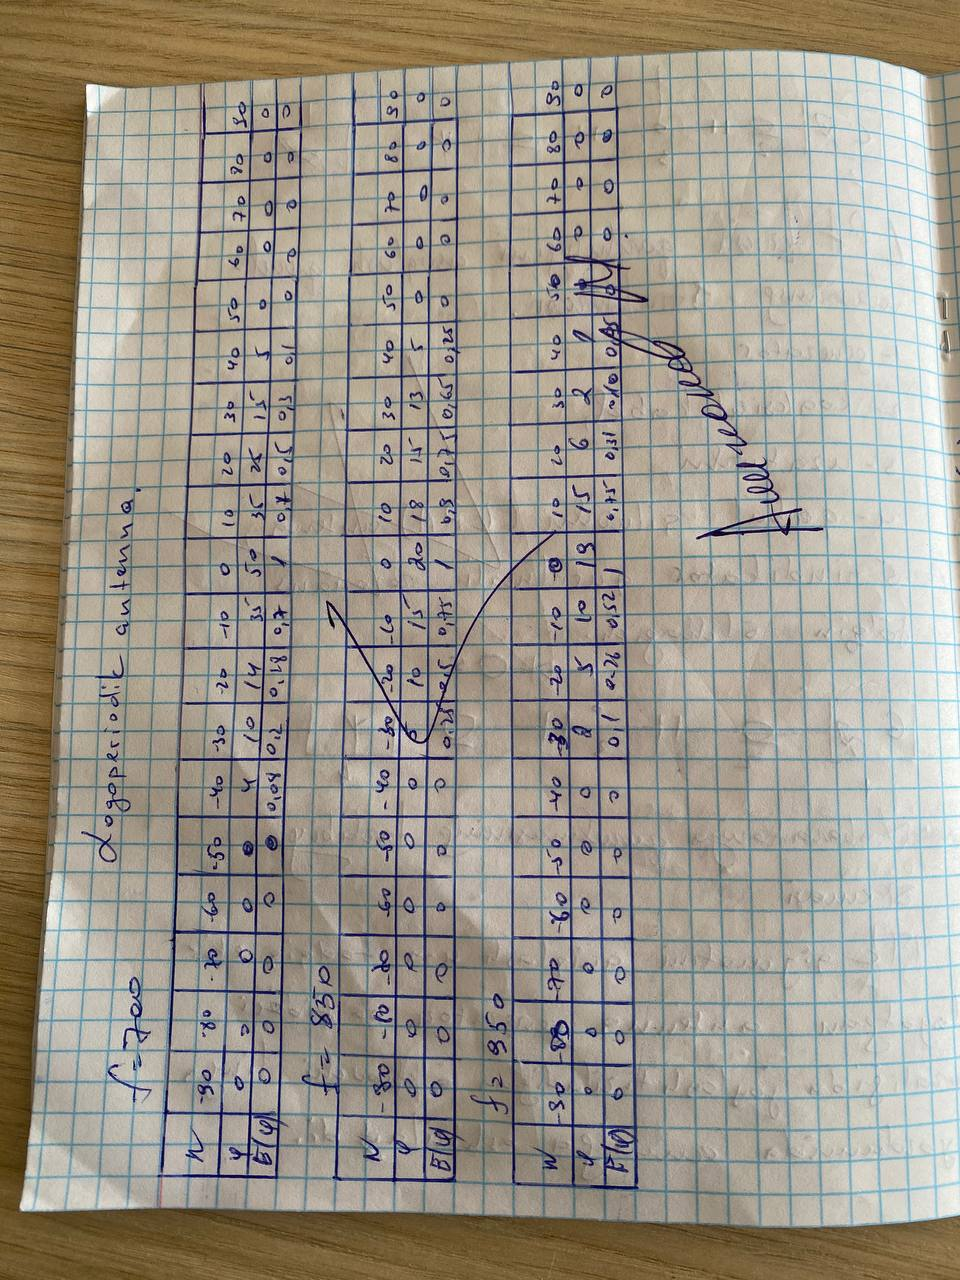 Logoperiodik antenna.
f=700
N -90 -80 -70 -60 -50 -40 -30 -20 -10 0 10 20 30 40 50 60 70 80 90
φ 0 0 0 0 0 4 10 14 35 50 35 25 15 5 0 0 0 0 0
E(φ) 0 0 0 0 0 0,08 0,2 0,28 0,7 1 0,7 0,5 0,3 0,1 0 0 0 0 0
f=850
N -90 -80 -70 -60 -50 -40 -30 -20 -10 0 10 20 30 40 50 60 70 80 90
φ 0 0 0 0 0 0 5 10 15 20 18 15 13 5 0 0 0 0 0
E(φ) 0 0 0 0 0 0 0,25 0,5 0,75 1 0,9 0,75 0,65 0,25 0 0 0 0 0
f=950
N -90 -80 -70 -60 -50 -40 -30 -20 -10 0 10 20 30 40 50 60 70 80 90
φ 0 0 0 0 0 0 2 5 10 19 15 6 2 1 0 0 0 0
F(φ) 0 0 0 0 0 0 0,1 0,26 0,52 1 0,75 0,31 0,10 0,05 0 0 0 0 0